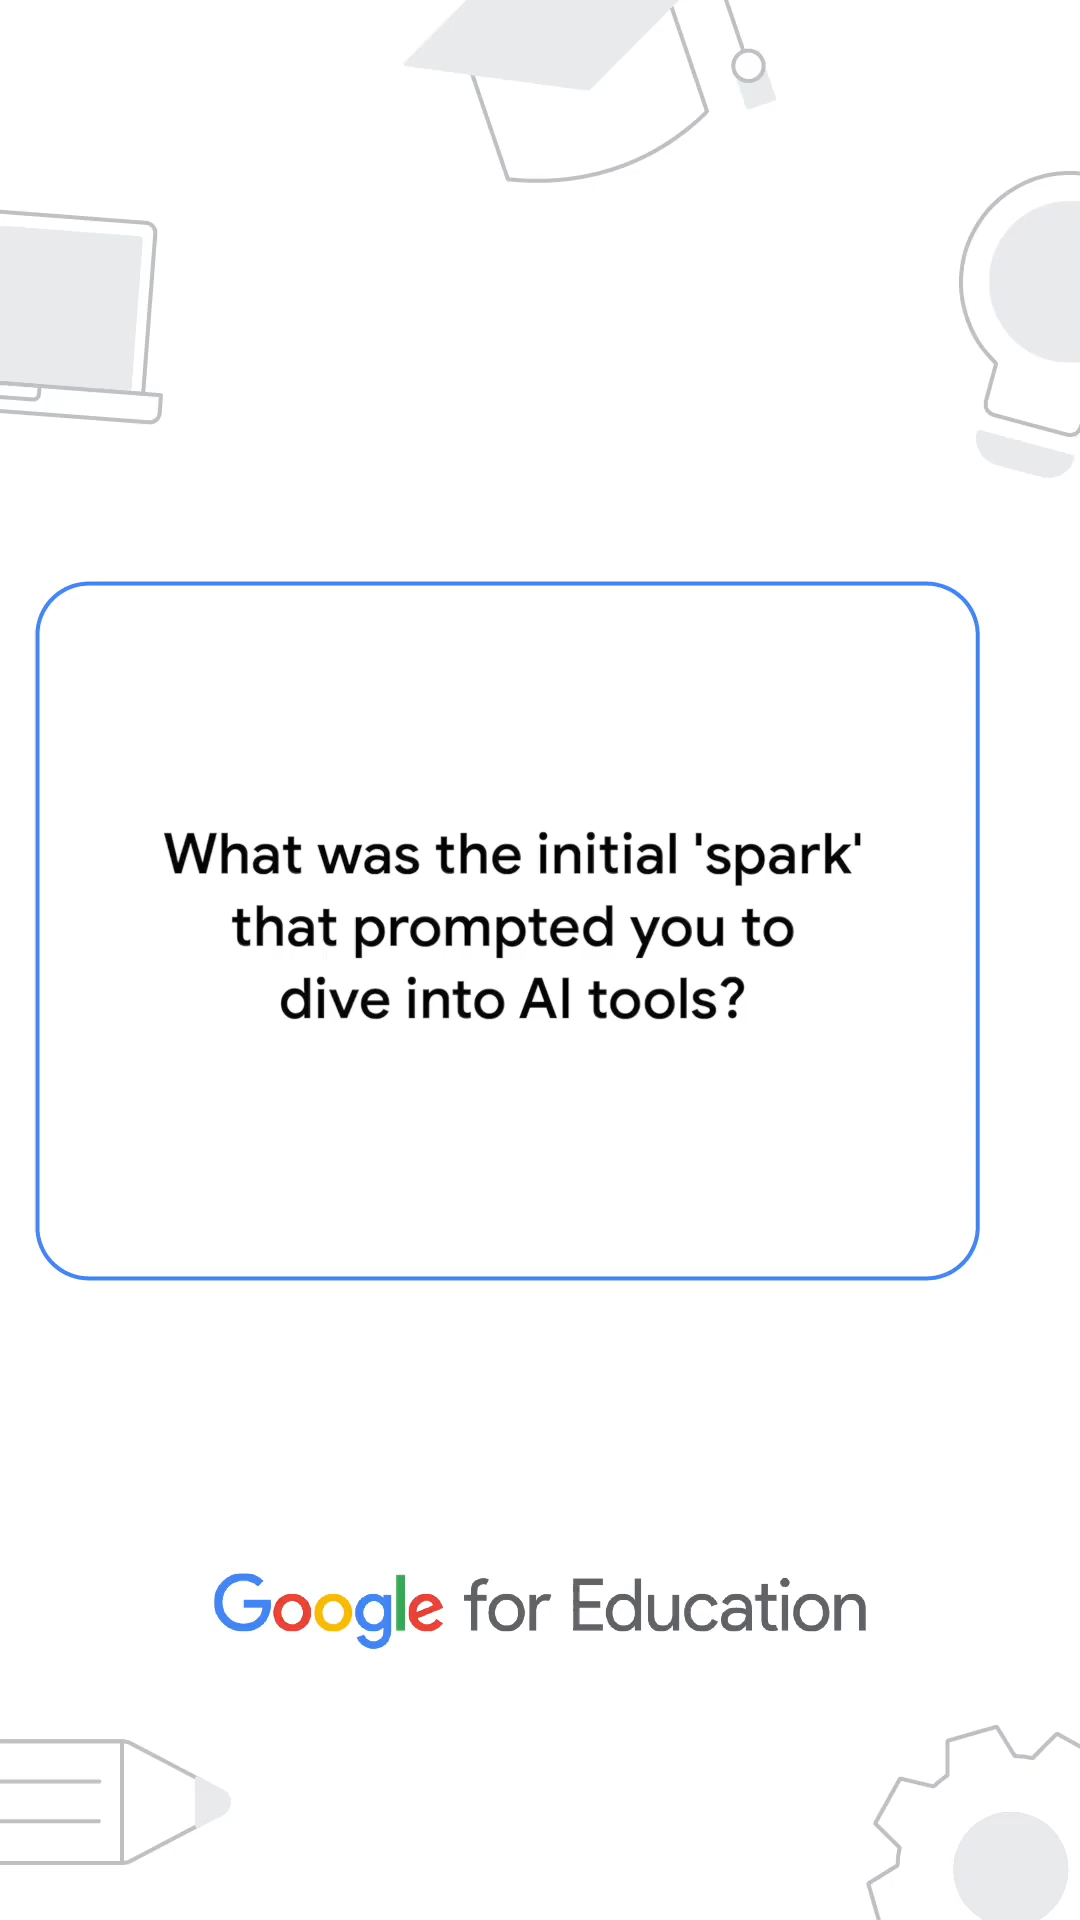 What was the initial 'spark'
that prompted you to
dive into AI tools?
Google for Education